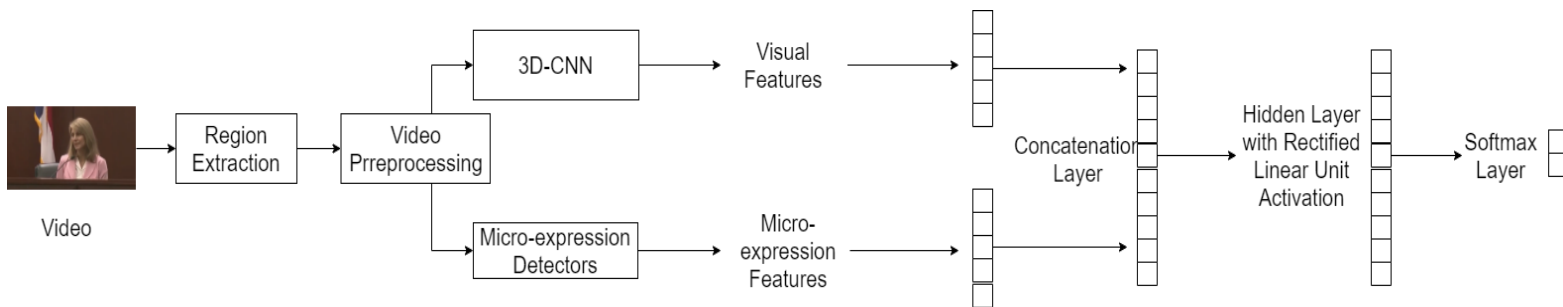 Video
Region
Extraction
Video
Prreprocessing
3D-CNN
Visual
Features
Micro-expression
Detectors
Micro-
expression
Features
Concatenation
Layer
Hidden Layer
with Rectified
Linear Unit
Activation
Softmax
Layer